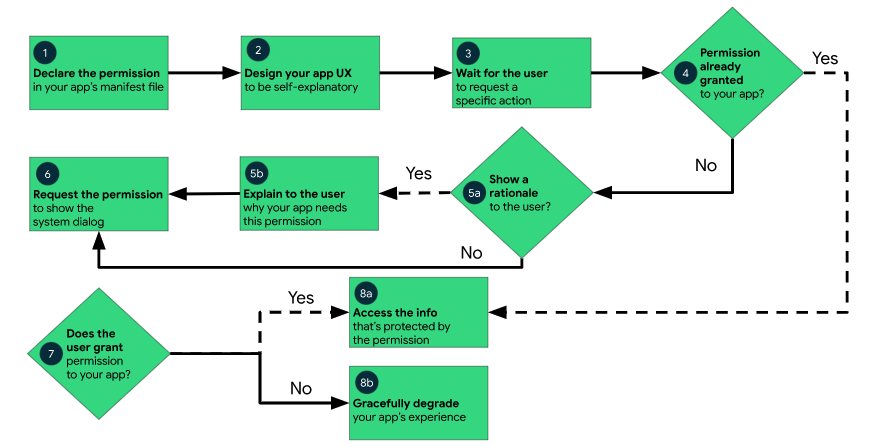 1
Declare the permission
in your app's manifest file
2
Design your app UX
to be self-explanatory
3
Wait for the user
to request a
specific action
4
Permission
already
granted
to your app?
Yes
No
5a
Show a
rationale
to the user?
Yes
No
5b
Explain to the user
why your app needs
this permission
6
Request the permission
to show the
system dialog
7
Does the
user grant
permission
to your app?
Yes
No
8a
Access the info
that's protected by
the permission
8b
Gracefully degrade
your app's experience